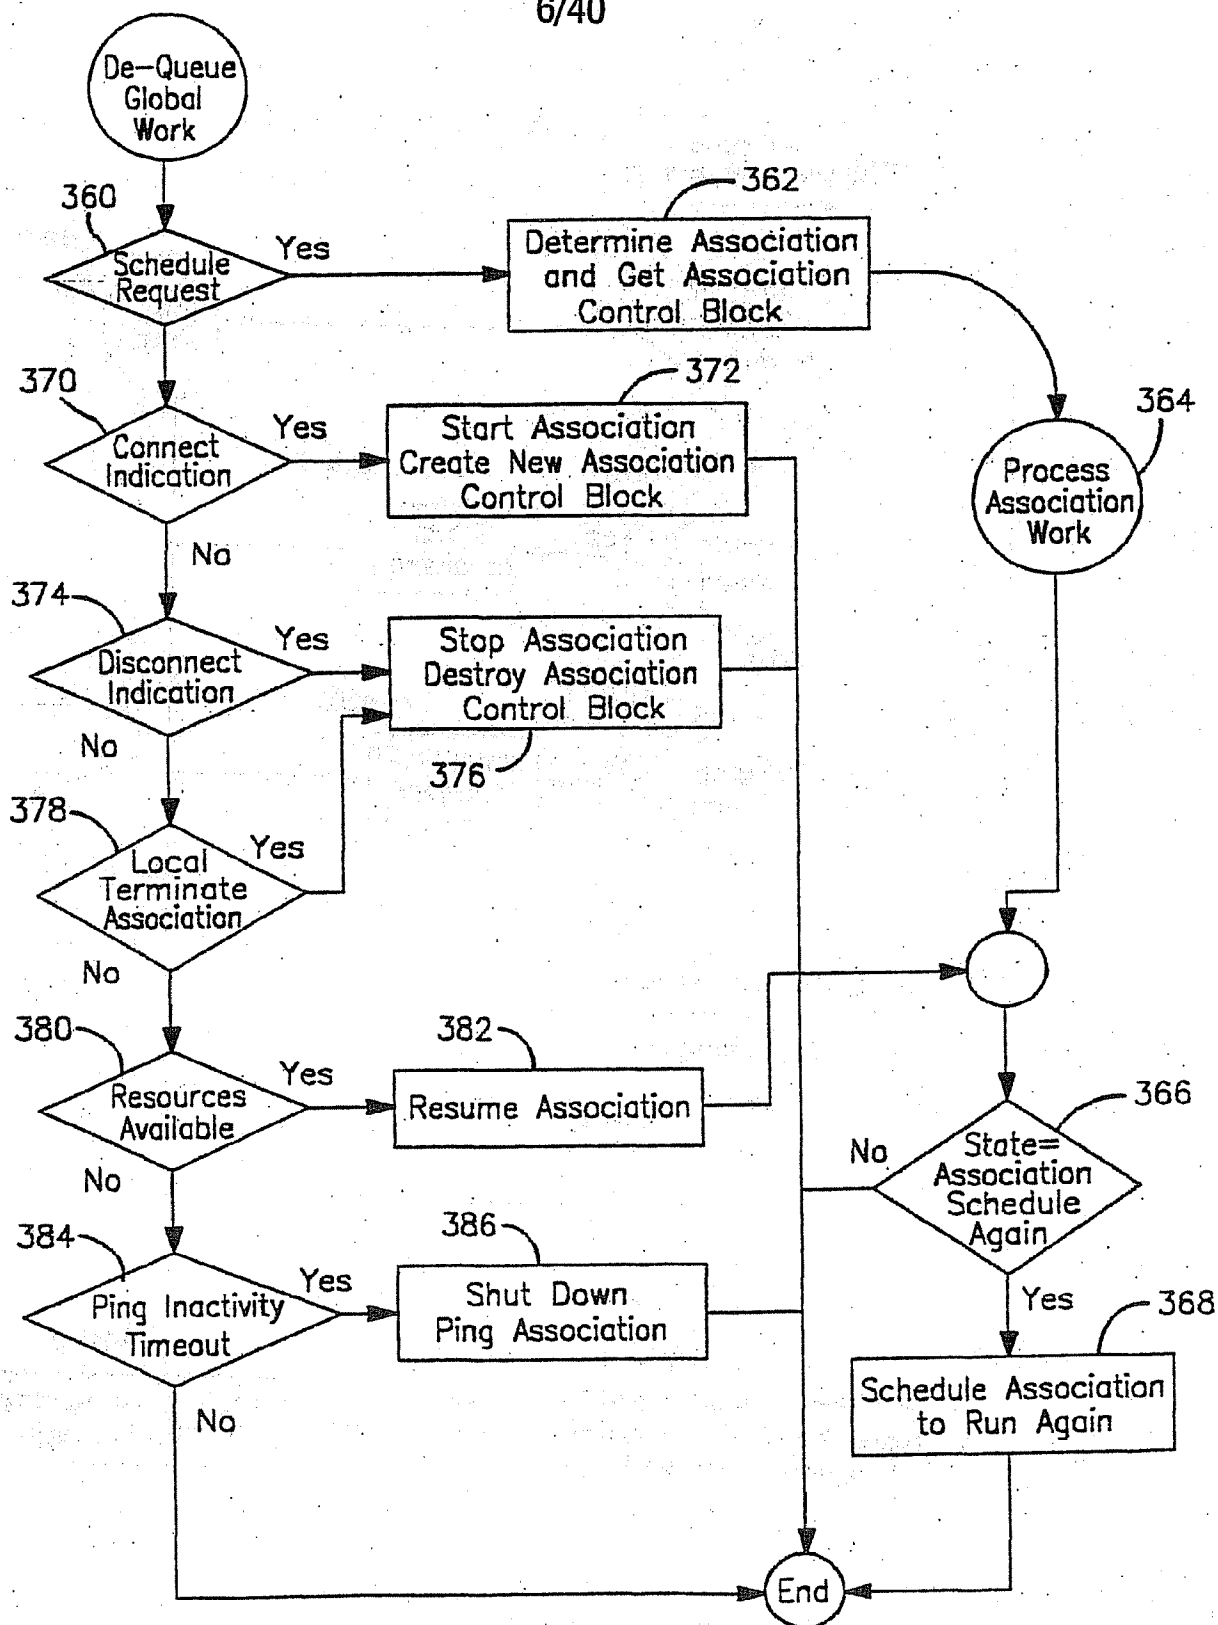 6/40
De-Queue
Global
Work
360
Schedule
Request
Yes
362
Determine Association
and Get Association
Control Block
370
Connect
Indication
Yes
372
Start Association
Create New Association
Control Block
364
Process
Association
Work
No
374
Disconnect
Indication
Yes
Stop Association
Destroy Association
Control Block
376
No
378
Local
Terminate
Association
Yes
No
380
Resources
Available
Yes
382
Resume Association
366
State=
Association
Schedule
Again
No
No
384
Ping Inactivity
Timeout
Yes
386
Shut Down
Ping Association
Yes
368
Schedule Association
to Run Again
No
End